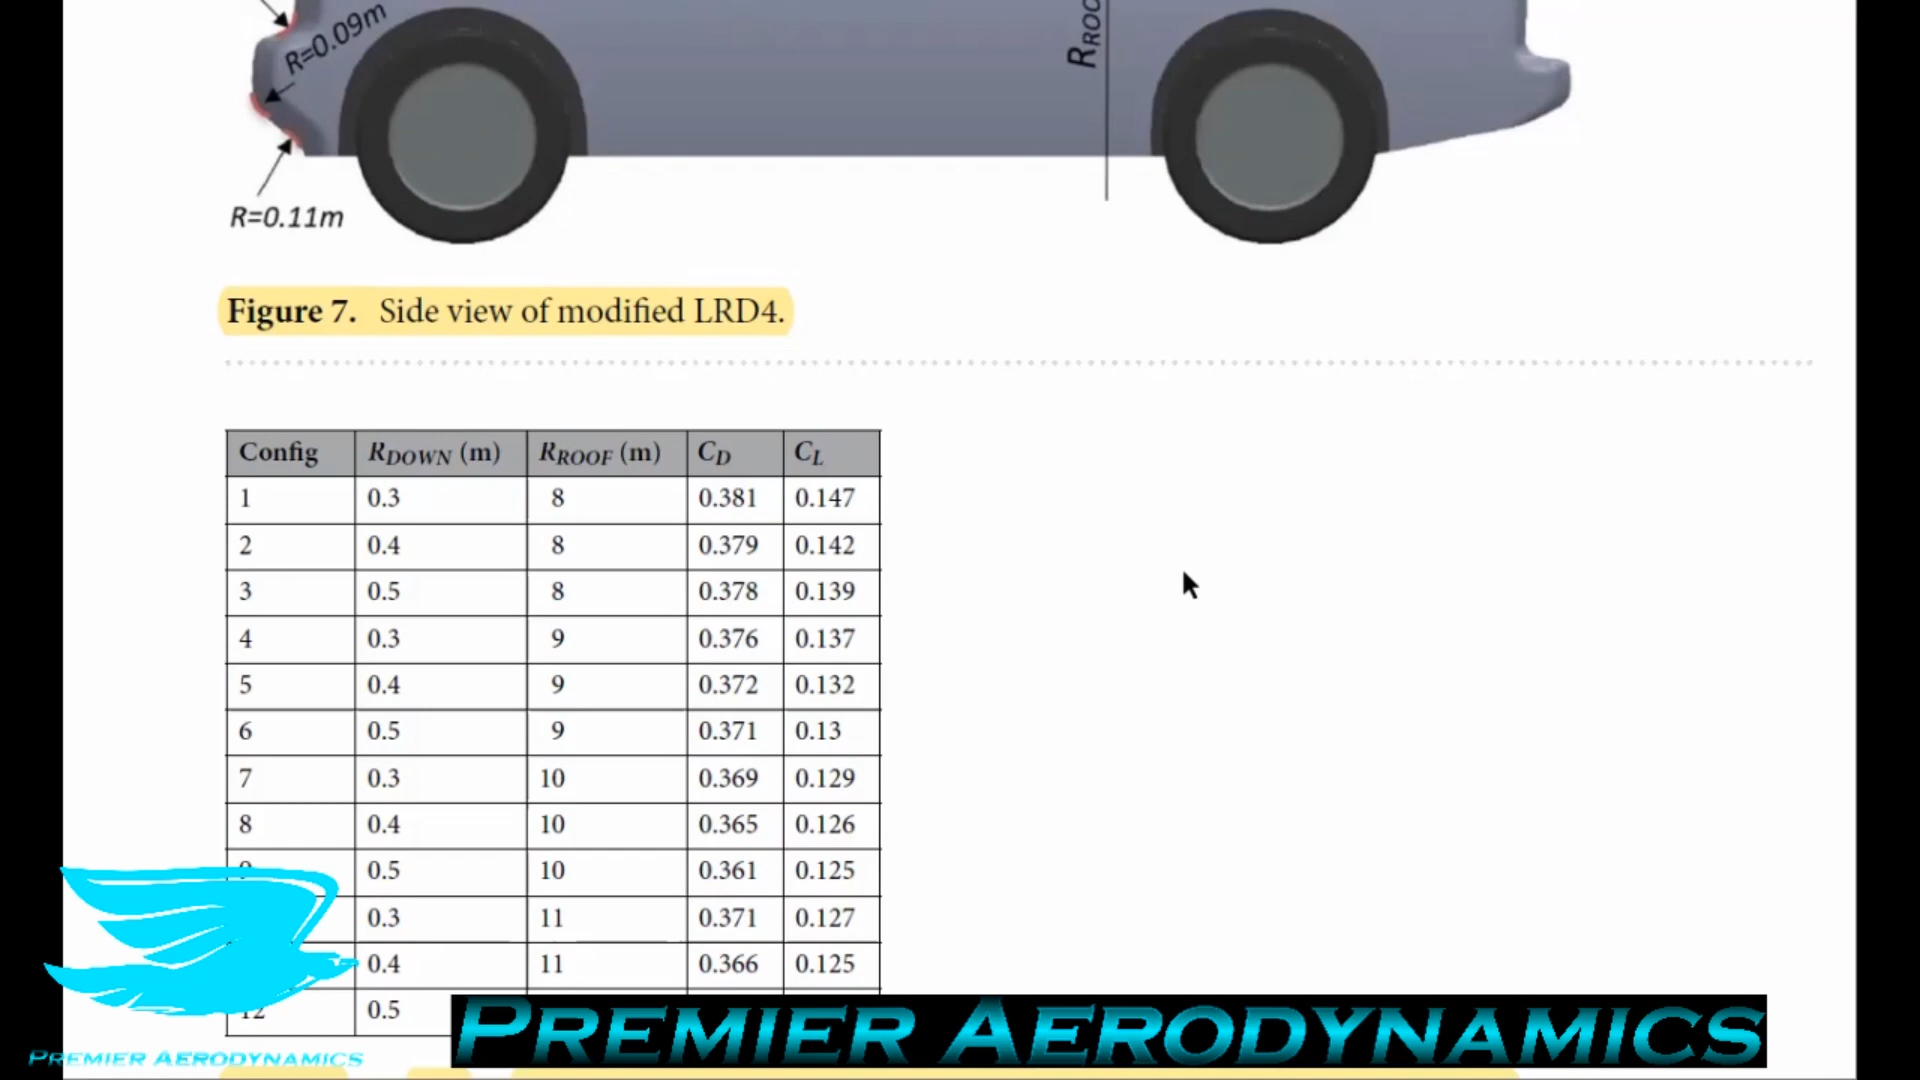 R=0.09m
R=0.11m
Figure 7. Side view of modified LRD4.
Config R_DOWN (m) R_ROOF (m) C_D C_L
1 0.3 8 0.381 0.147
2 0.4 8 0.379 0.142
3 0.5 8 0.378 0.139
4 0.3 9 0.376 0.137
5 0.4 9 0.372 0.132
6 0.5 9 0.371 0.13
7 0.3 10 0.369 0.129
8 0.4 10 0.365 0.126
0.5 10 0.361 0.125
0.3 11 0.371 0.127
0.4 11 0.366 0.125
12 0.5
PREMIER AERODYNAMICS
PREMIER AERODYNAMICS